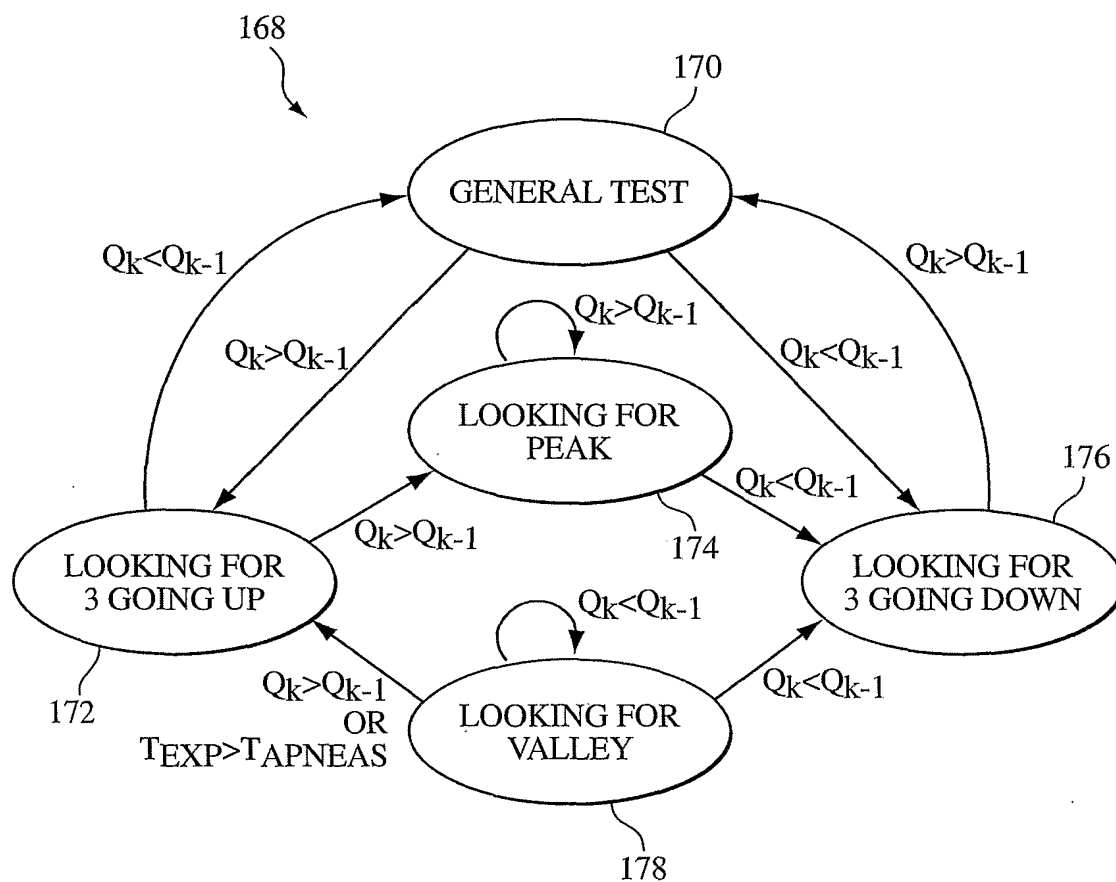 168
170
GENERAL TEST
Qk<Qk-1
Qk>Qk-1
Qk>Qk-1
Qk>Qk-1
Qk<Qk-1
LOOKING FOR
PEAK
176
Qk<Qk-1
Qk>Qk-1
174
LOOKING FOR
3 GOING UP
LOOKING FOR
3 GOING DOWN
Qk<Qk-1
172
Qk>Qk-1
OR
TEXP>TAPNEAS
Qk<Qk-1
LOOKING FOR
VALLEY
178